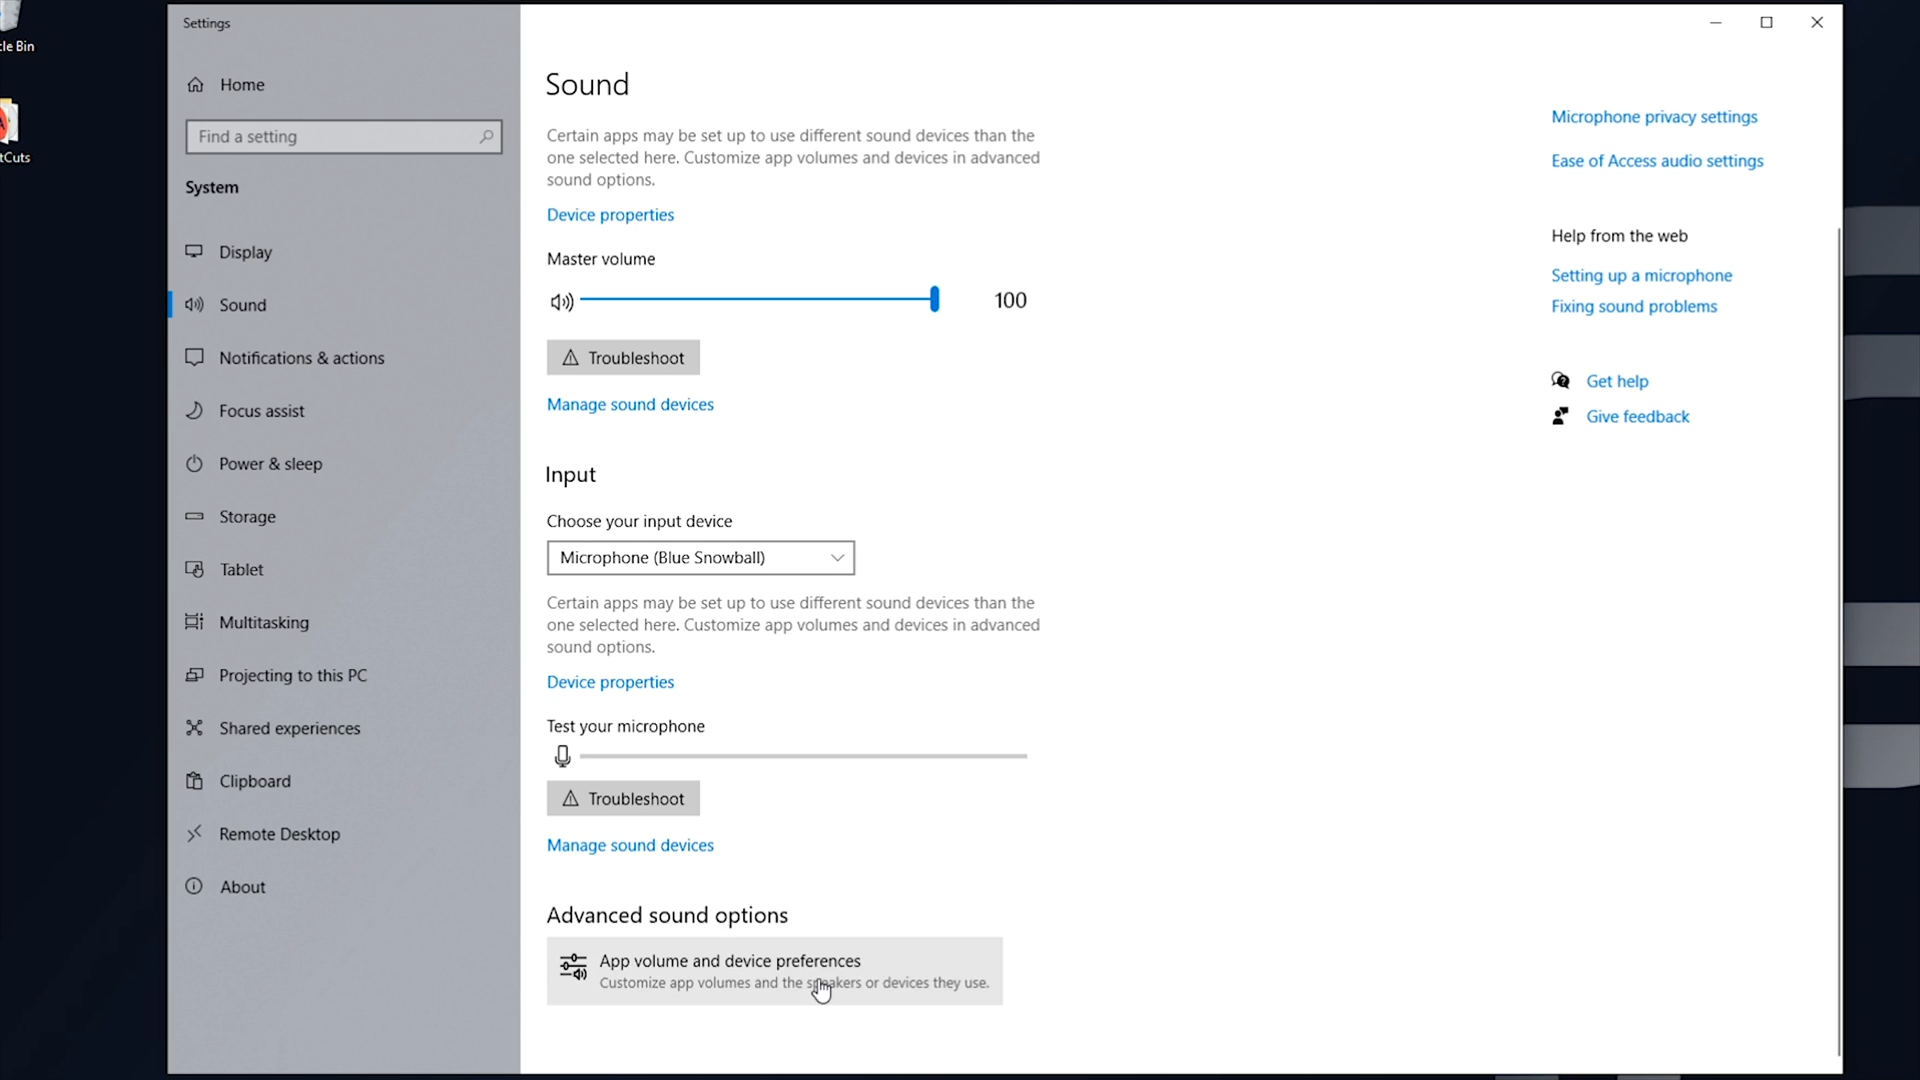 cle Bin
tCuts
Settings
Home
Find a setting
System
Display
Sound
Notifications & actions
Focus assist
Power & sleep
Storage
Tablet
Multitasking
Projecting to this PC
Shared experiences
Clipboard
Remote Desktop
About
Sound
Certain apps may be set up to use different sound devices than the
one selected here. Customize app volumes and devices in advanced
sound options.
Device properties
Master volume
100
Troubleshoot
Manage sound devices
Input
Choose your input device
Microphone (Blue Snowball)
Certain apps may be set up to use different sound devices than the
one selected here. Customize app volumes and devices in advanced
sound options.
Device properties
Test your microphone
Troubleshoot
Manage sound devices
Advanced sound options
App volume and device preferences
Customize app volumes and the speakers or devices they use.
Microphone privacy settings
Ease of Access audio settings
Help from the web
Setting up a microphone
Fixing sound problems
Get help
Give feedback